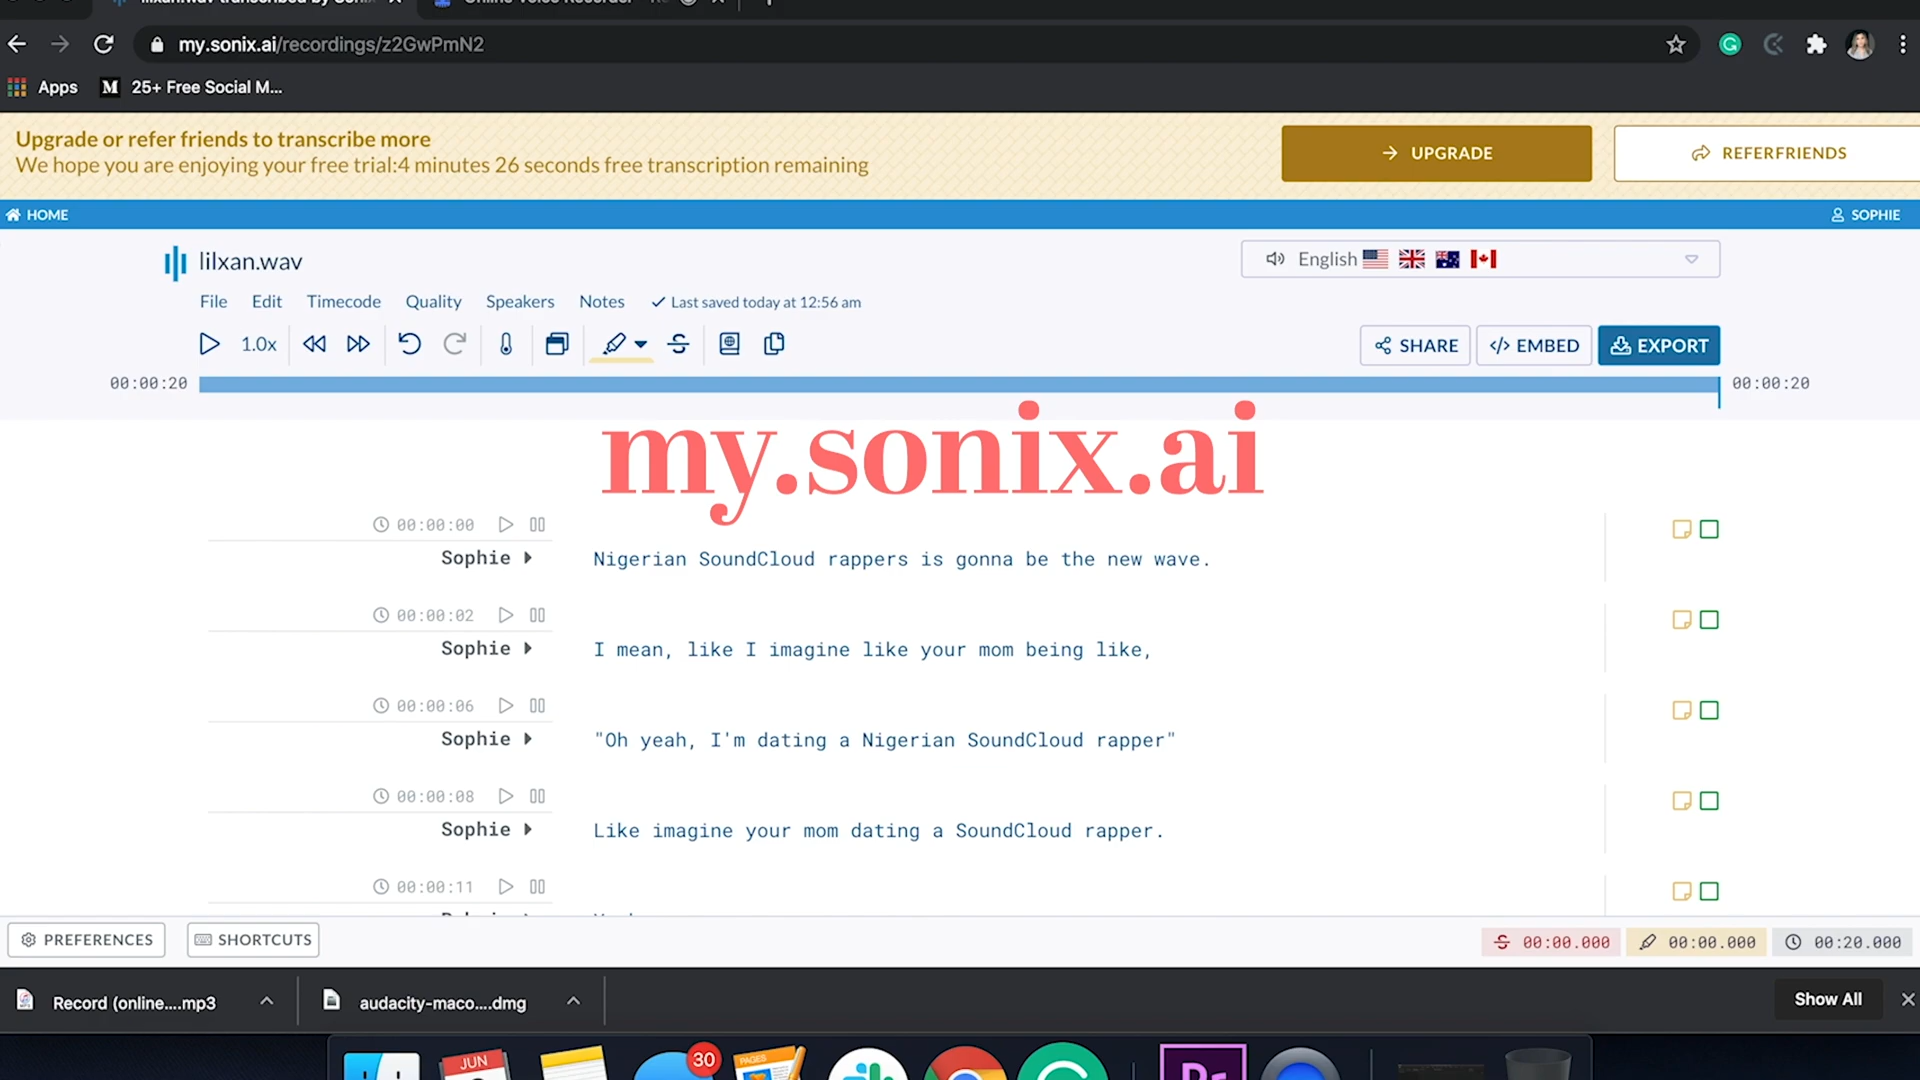 my.sonix.ai/recordings/z2GwPmN2
Apps
M 25+ Free Social M...
Upgrade or refer friends to transcribe more
We hope you are enjoying your free trial:4 minutes 26 seconds free transcription remaining
UPGRADE
REFERFRIENDS
HOME
SOPHIE
lilxan.wav
English
File Edit Timecode Quality Speakers Notes Last saved today at 12:56 am
1.0x
SHARE
EMBED
EXPORT
00:00:20
00:00:20
my.sonix.ai
00:00:00
Sophie Nigerian SoundCloud rappers is gonna be the new wave.
00:00:02
Sophie I mean, like I imagine like your mom being like,
00:00:06
Sophie "Oh yeah, I'm dating a Nigerian SoundCloud rapper"
00:00:08
Sophie Like imagine your mom dating a SoundCloud rapper.
00:00:11
PREFERENCES
SHORTCUTS
00:00.000
00:00.000
00:20.000
Record (online....mp3
audacity-maco....dmg
Show All
JUN
30
PAGES
Pr